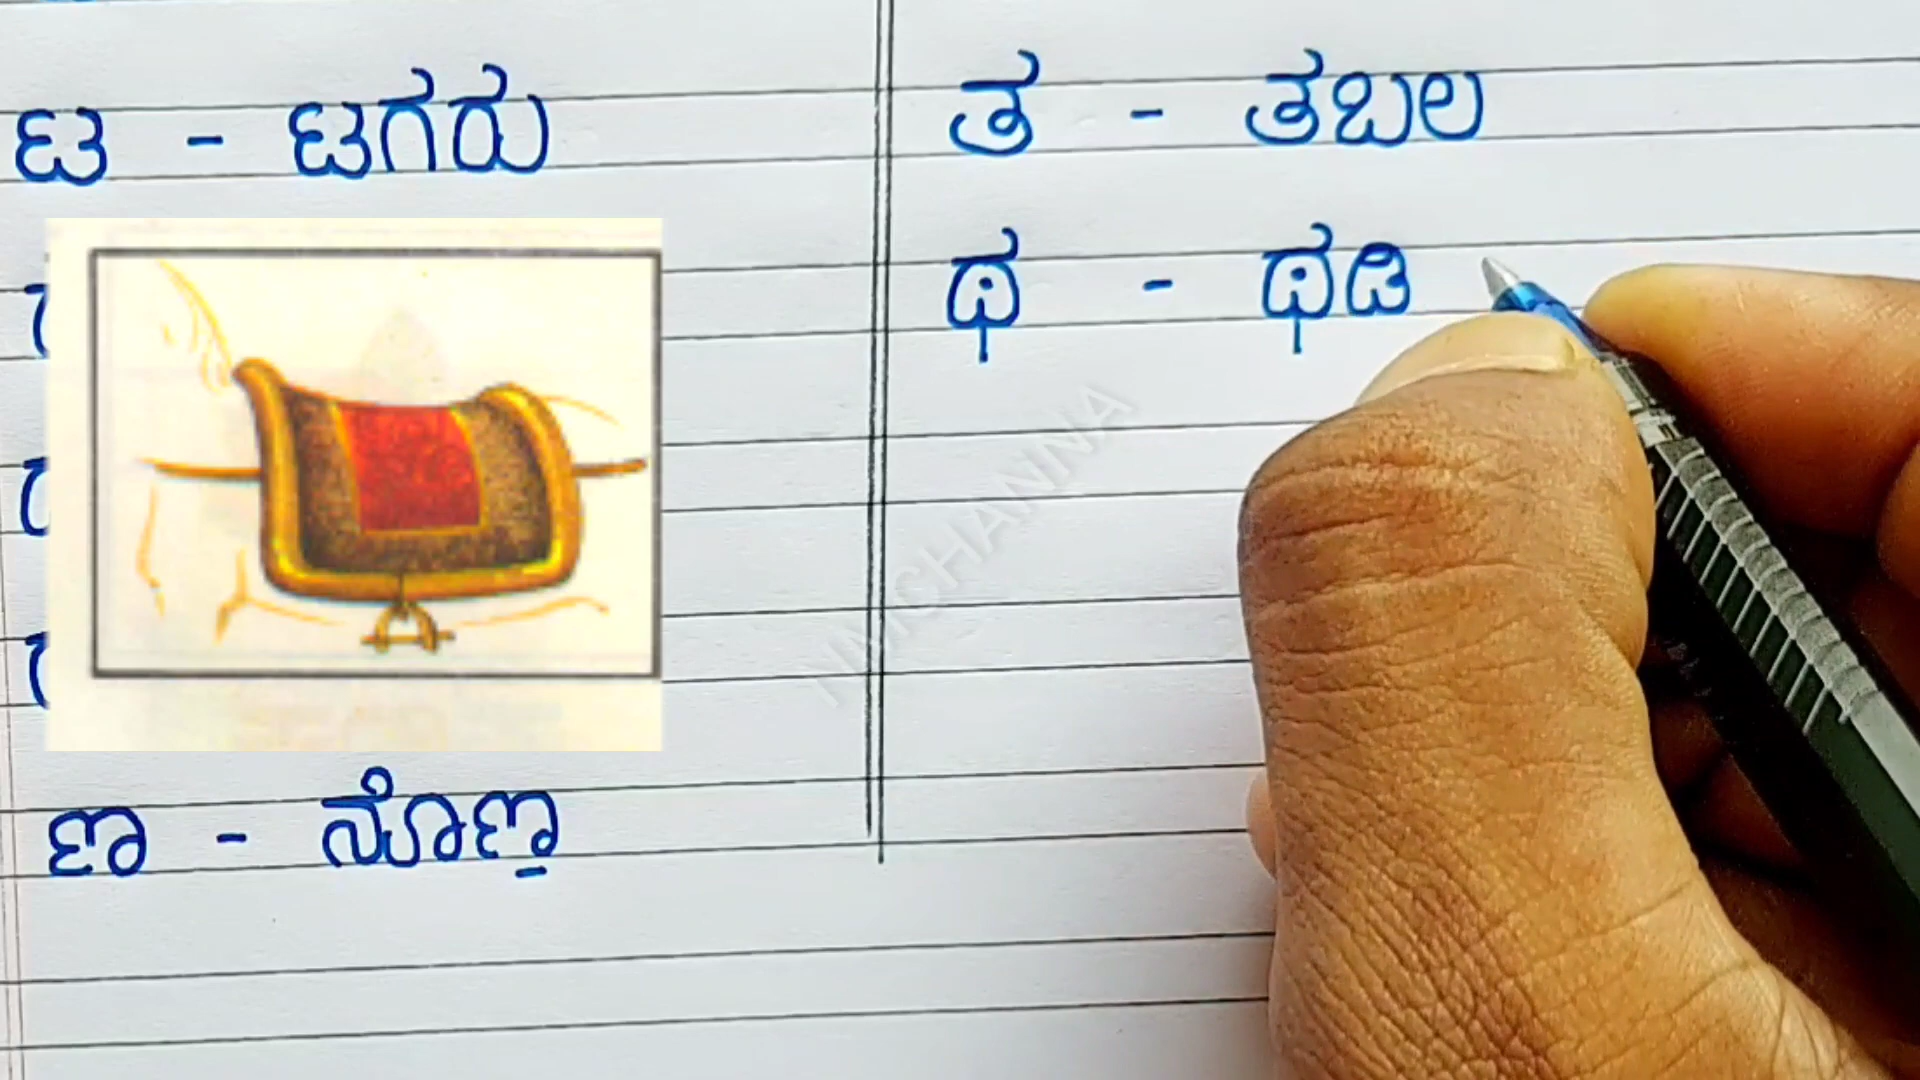 ಟ - ಟಗರು
ಣ - ನೊಣ
ತ - ತಬಲ
ಥ - ಥಡಿ